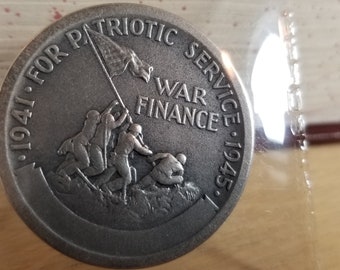 1941 · FOR PATRIOTIC SERVICE · 1945
WAR
FINANCE